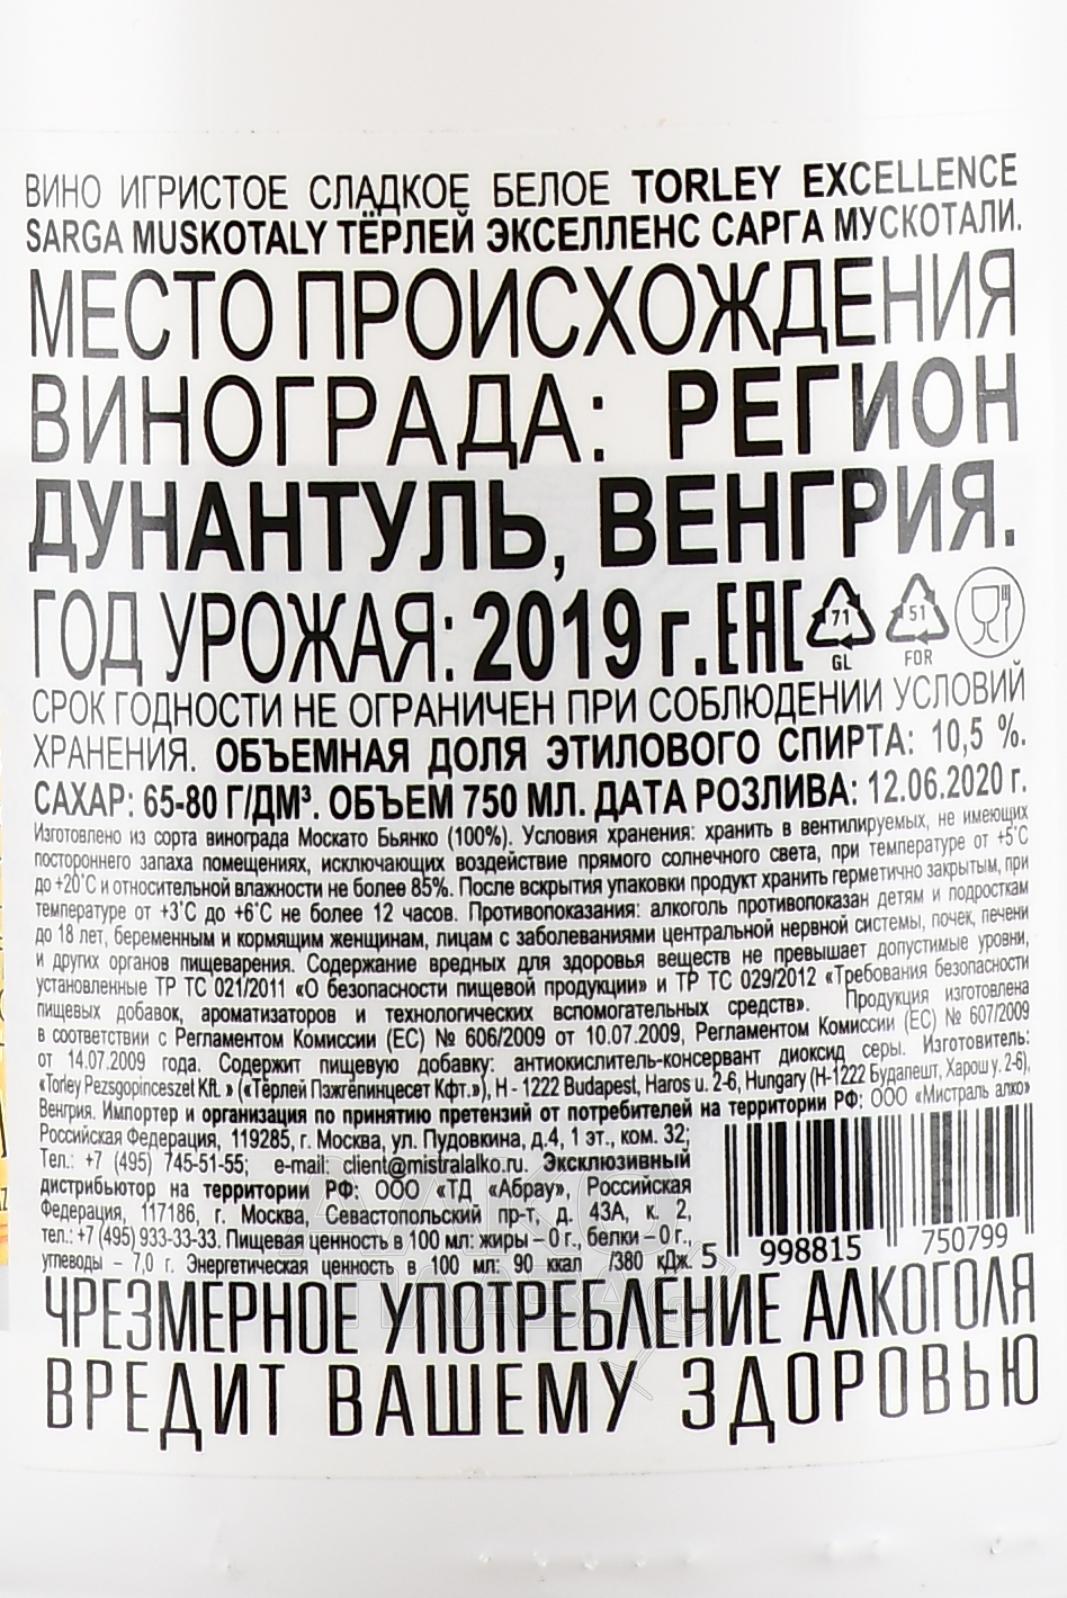 ВИНО ИГРИСТОЕ СЛАДКОЕ БЕЛОЕ TORLEY EXCELLENCE
SARGA MUSKOTALY ТЁРЛЕЙ ЭКСЕЛЛЕНС САРГА МУСКОТАЛИ.
МЕСТО ПРОИСХОЖДЕНИЯ
ВИНОГРАДА: РЕГИОН
ДУНАНТУЛЬ, ВЕНГРИЯ.
ГОД УРОЖАЯ: 2019 г. EAC 71 GL 51 FOR
СРОК ГОДНОСТИ НЕ ОГРАНИЧЕН ПРИ СОБЛЮДЕНИИ УСЛОВИЙ
ХРАНЕНИЯ. ОБЪЕМНАЯ ДОЛЯ ЭТИЛОВОГО СПИРТА: 10,5 %.
САХАР: 65-80 Г/ДМ³. ОБЪЕМ 750 МЛ. ДАТА РОЗЛИВА: 12.06.2020 г.
Изготовлено из сорта винограда Москато Бьянко (100%). Условия хранения: хранить в вентилируемых, не имеющих
постороннего запаха помещениях, исключающих воздействие прямого солнечного света, при температуре от +5°С
до +20°С и относительной влажности не более 85%. После вскрытия упаковки продукт хранить герметично закрытым, при
температуре от +3°С до +6°С не более 12 часов. Противопоказания: алкоголь противопоказан детям и подросткам
до 18 лет, беременным и кормящим женщинам, лицам с заболеваниями центральной нервной системы, почек, печени
и других органов пищеварения. Содержание вредных для здоровья веществ не превышает допустимые уровни,
установленные ТР ТС 021/2011 «О безопасности пищевой продукции» и ТР ТС 029/2012 «Требования безопасности
пищевых добавок, ароматизаторов и технологических вспомогательных средств». Продукция изготовлена
в соответствии с Регламентом Комиссии (ЕС) № 606/2009 от 10.07.2009, Регламентом Комиссии (ЕС) № 607/2009
от 14.07.2009 года. Содержит пищевую добавку: антиокислитель-консервант диоксид серы. Изготовитель:
«Torley Pezsgopinceszet Kft. » («Тёрлей Пэжгёпинцесет Кфт.»), H - 1222 Budapest, Haros u. 2-6, Hungary (Н-1222 Будапешт, Харош у. 2-6),
Венгрия. Импортер и организация по принятию претензий от потребителей на территории РФ: ООО «Мистраль алко»
Российская Федерация, 119285, г. Москва, ул. Пудовкина, д.4, 1 эт., ком. 32;
Тел.: +7 (495) 745-51-55; e-mail: client@mistralalko.ru. Эксклюзивный
дистрибьютор на территории РФ: ООО «ТД «Абрау», Российская
Федерация, 117186, г. Москва, Севастопольский пр-т, д. 43А, к. 2,
тел.: +7 (495) 933-33-33. Пищевая ценность в 100 мл: жиры – 0 г., белки – 0 г.,
углеводы – 7,0 г. Энергетическая ценность в 100 мл: 90 ккал /380 кДж.
5 998815 750799
ЧРЕЗМЕРНОЕ УПОТРЕБЛЕНИЕ АЛКОГОЛЯ
ВРЕДИТ ВАШЕМУ ЗДОРОВЬЮ